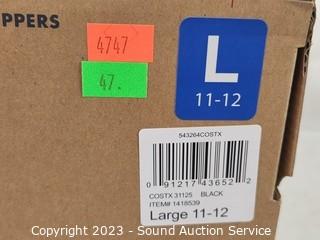 PPERS
4747
47.
L
11-12
543264COSTX
0 91217 43652 2
COSTX 31125 BLACK
ITEM# 1418539
Large 11-12
Copyright 2023 - Sound Auction Service